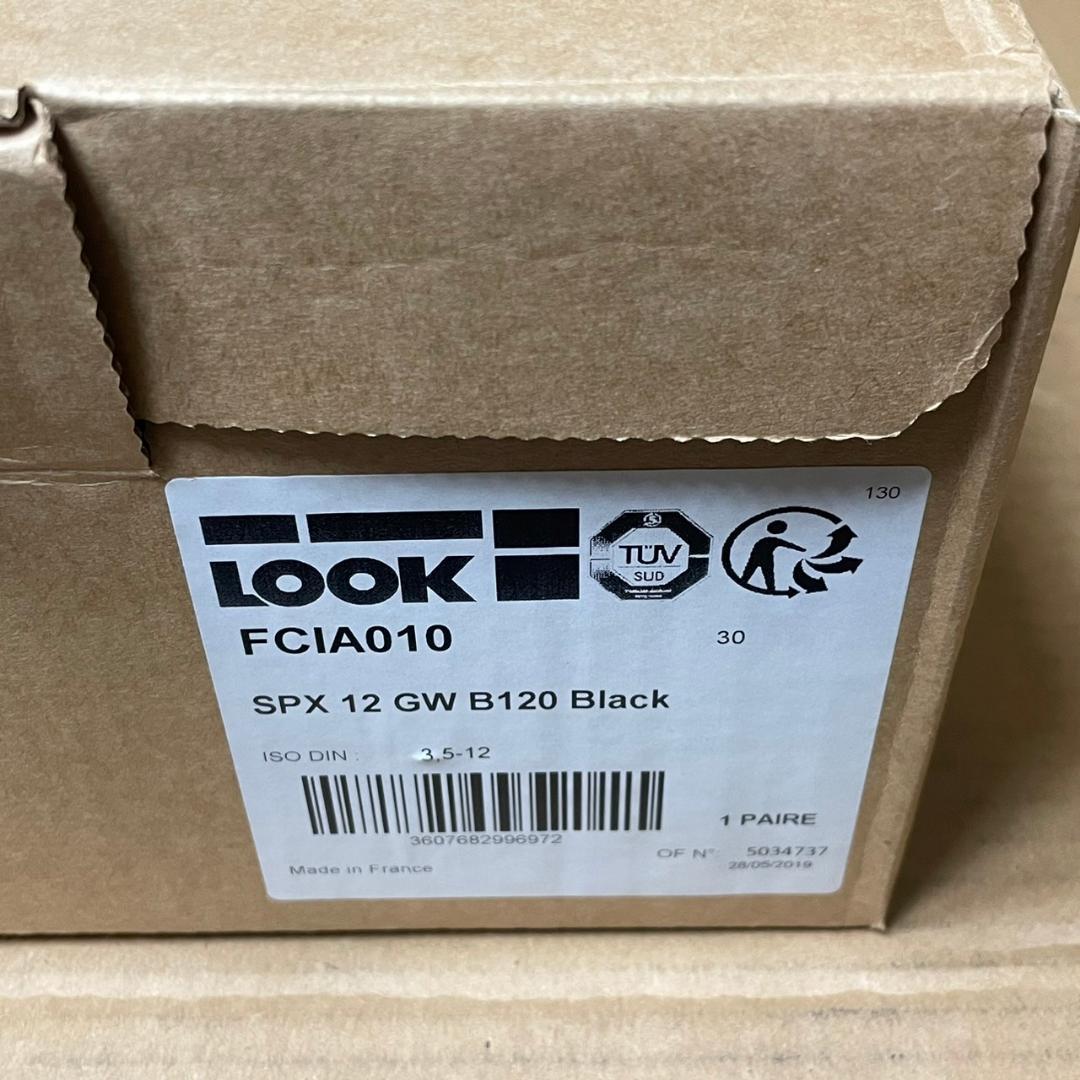 130
LOOK
TÜV
SUD
FCIA010
30
SPX 12 GW B120 Black
ISO DIN : 3,5-12
3607682996972
1 PAIRE
OF N°: 5034737
28/05/2019
Made in France